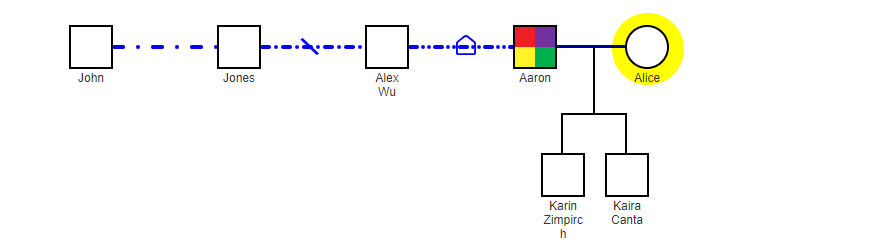 John
Jones
Alex
Wu
Aaron
Alice
Karin
Zimpirc
h
Kaira
Canta